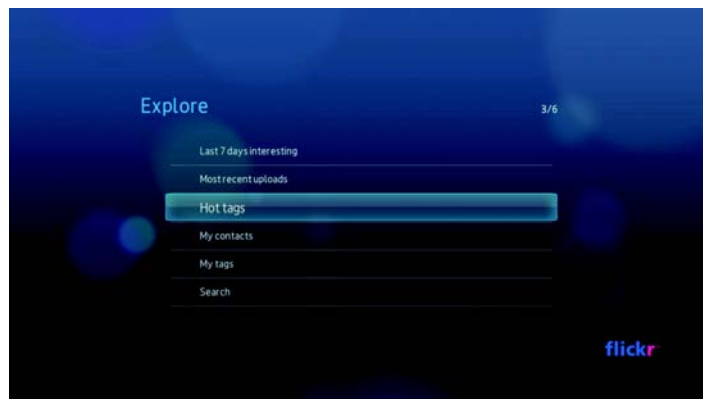 Explore
3/6
Last 7 days interesting
Most recent uploads
Hot tags
My contacts
My tags
Search
flickr